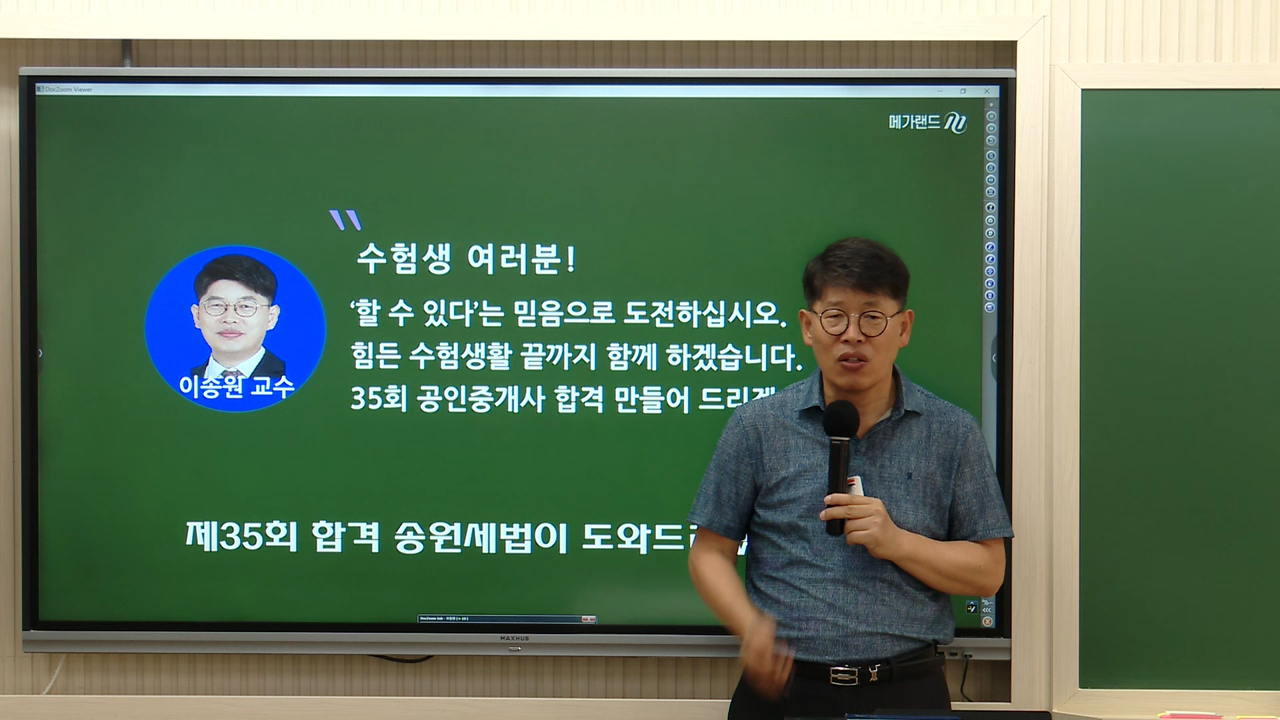 DocZoom Viewer
메가랜드
수험생 여러분!
‘할 수 있다’는 믿음으로 도전하십시오.
힘든 수험생활 끝까지 함께 하겠습니다.
35회 공인중개사 합격 만들어 드리겠
이송원 교수
제35회 합격 송원세법이 도와드
MAXHUB